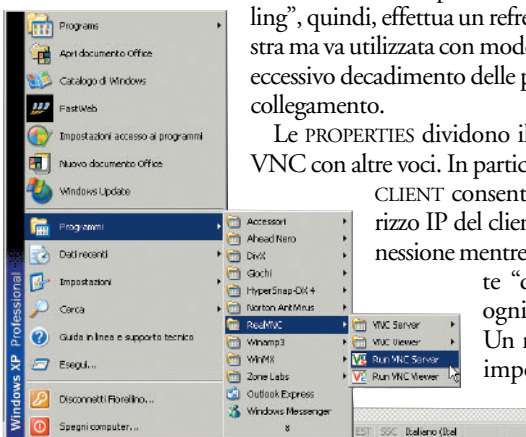 ling”, quindi, effettua un refre
stra ma va utilizzata con mode
eccessivo decadimento delle p
collegamento.
Le PROPERTIES dividono il
VNC con altre voci. In partic
CLIENT consent
rizzo IP del clien
nessione mentre
te “d
ogni
Un r
impo
Programs
Apri documento Office
Catalogo di Windows
FastWeb
Impostazioni accesso ai programmi
Nuovo documento Office
Windows Update
Programmi
Dati recenti
Impostazioni
Cerca
Guida in linea e supporto tecnico
Esegui...
Disconnetti Fiorellino...
Spegni computer...
Windows XP Professional
Accessori
Ahead Nero
DivX
Giochi
HyperSnap-DX 4
Norton AntiVirus
RealVNC
Winamp3
WinMX
Zone Labs
Outlook Express
Windows Messenger
VNC Server
VNC Viewer
Run VNC Server
Run VNC Viewer
EST SSC Italiano (Ital